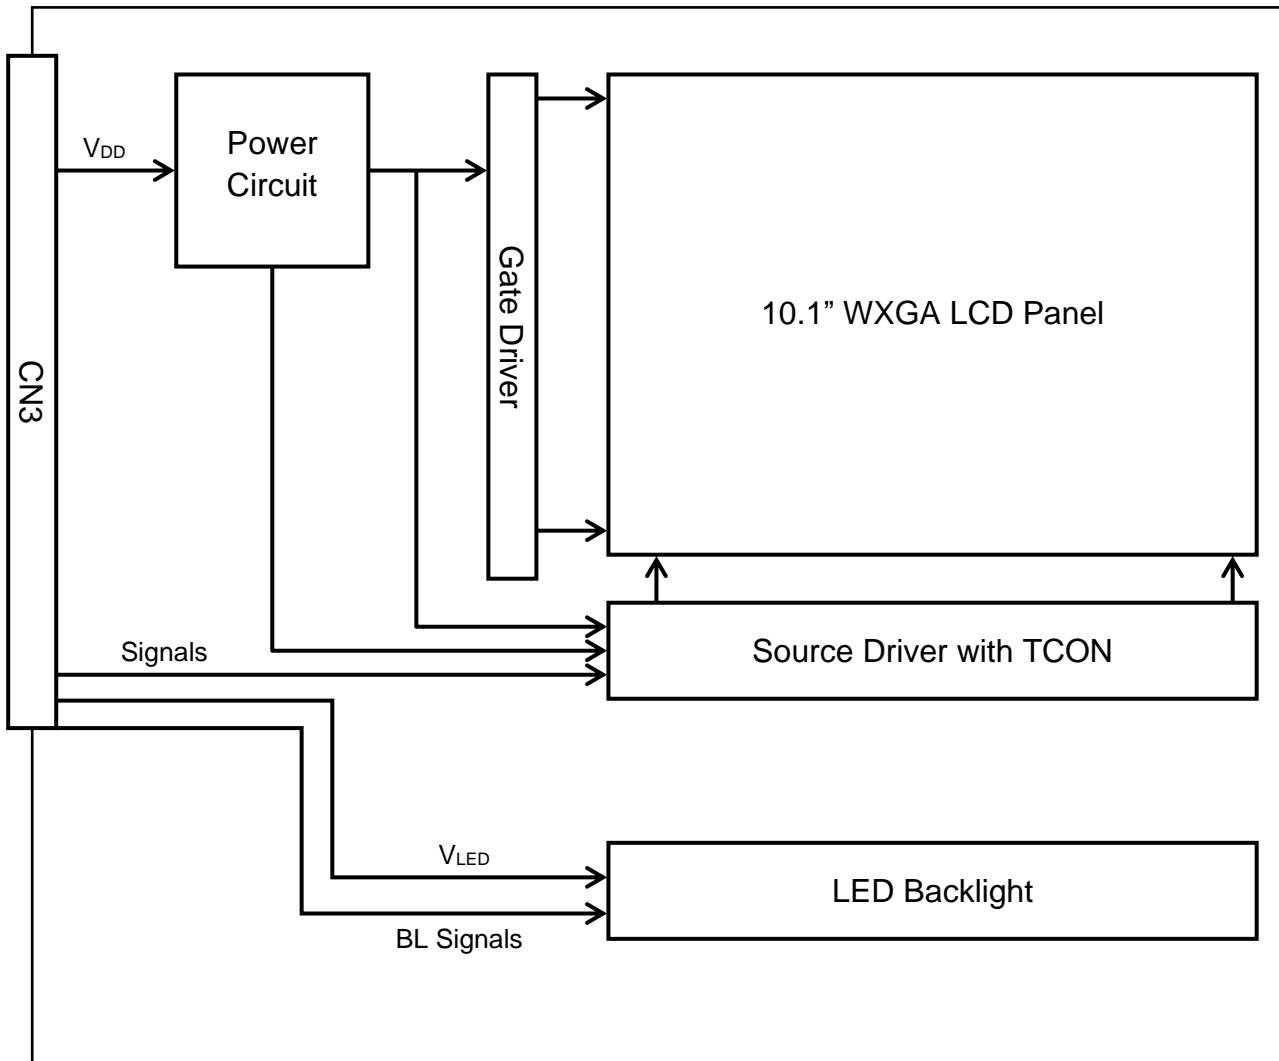 VDD
Power
Circuit
Gate Driver
10.1” WXGA LCD Panel
CN3
Signals
Source Driver with TCON
VLED
LED Backlight
BL Signals